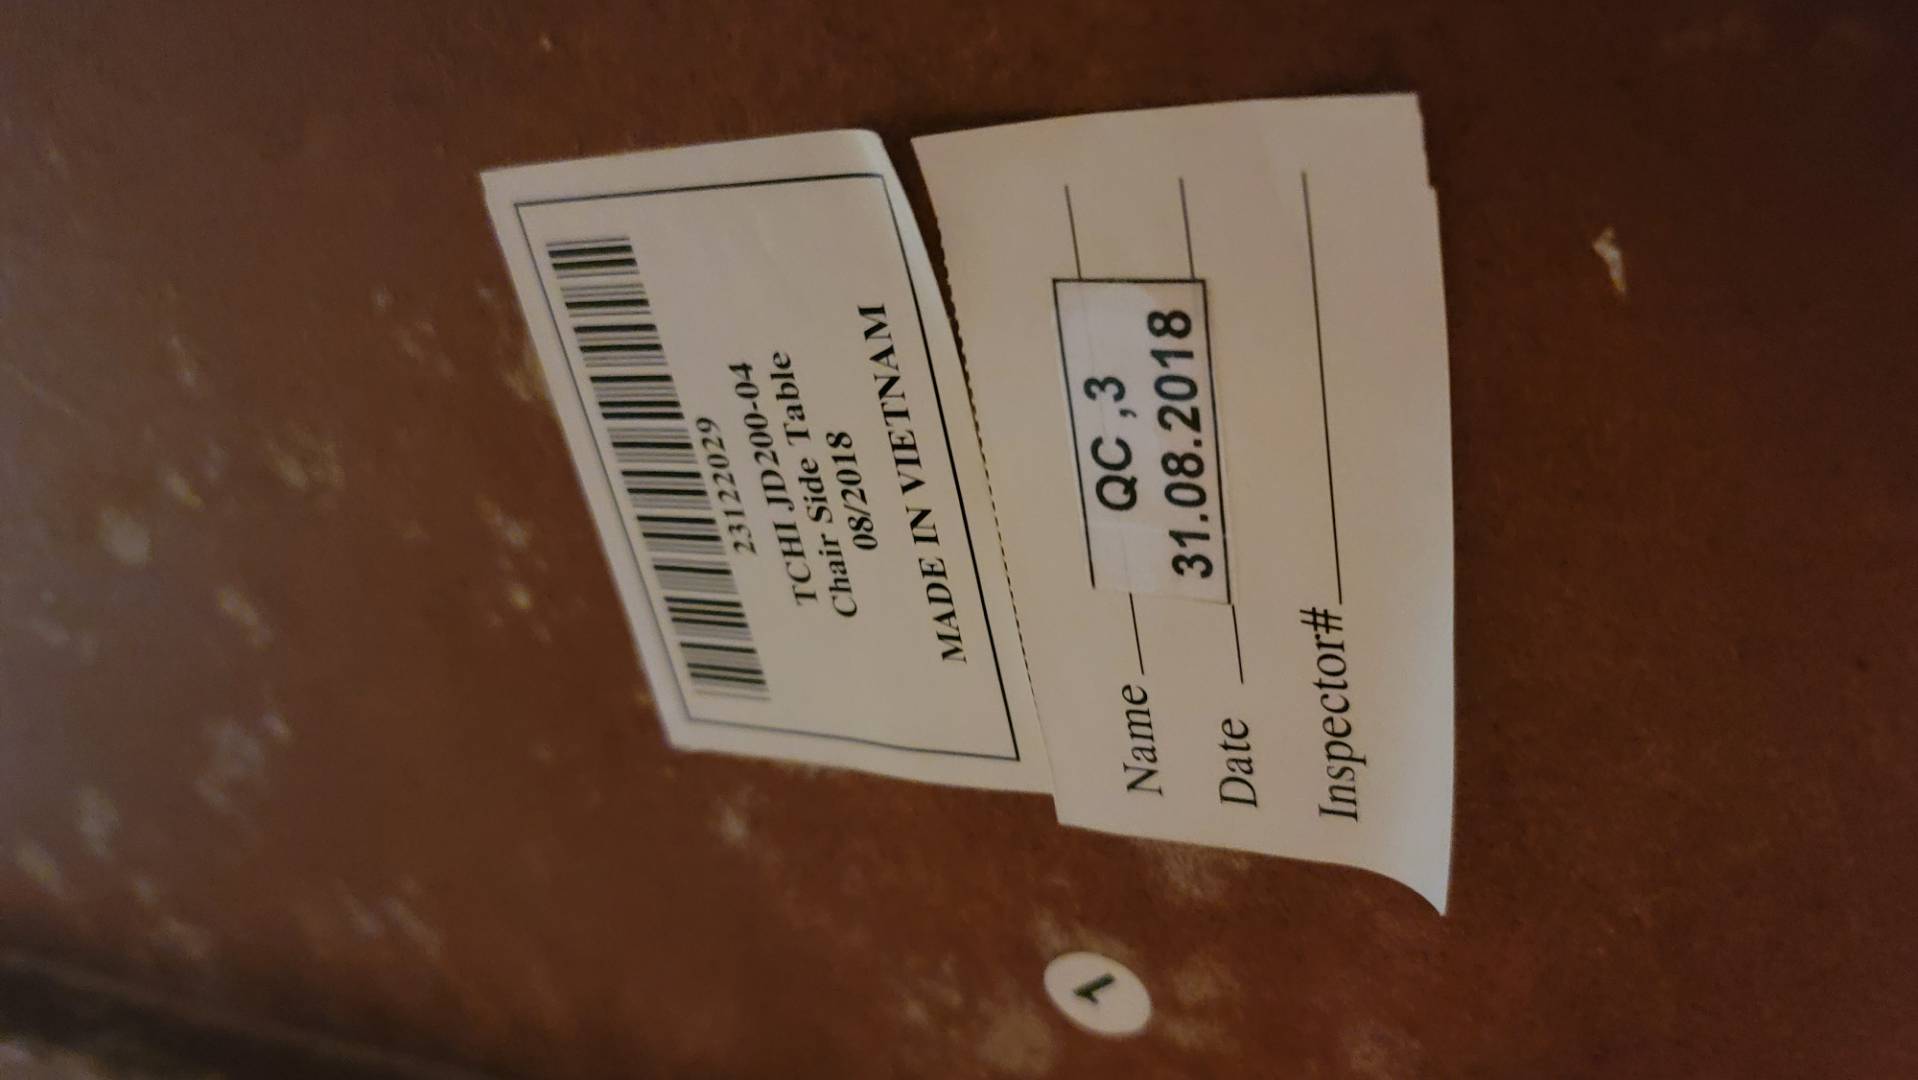 23122029
TCHI JD200-04
Chair Side Table
08/2018
MADE IN VIETNAM
Name QC ,3
Date 31.08.2018
Inspector#